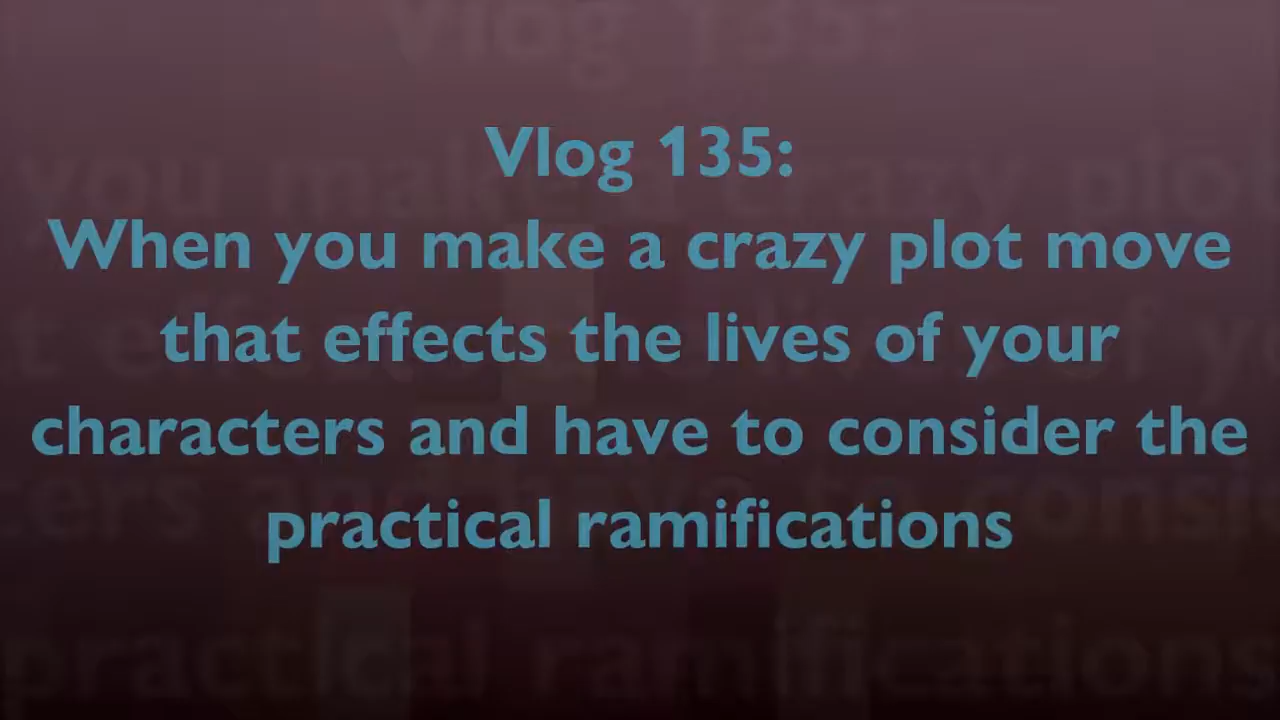 Vlog 135:
When you make a crazy plot move
that effects the lives of your
characters and have to consider the
practical ramifications